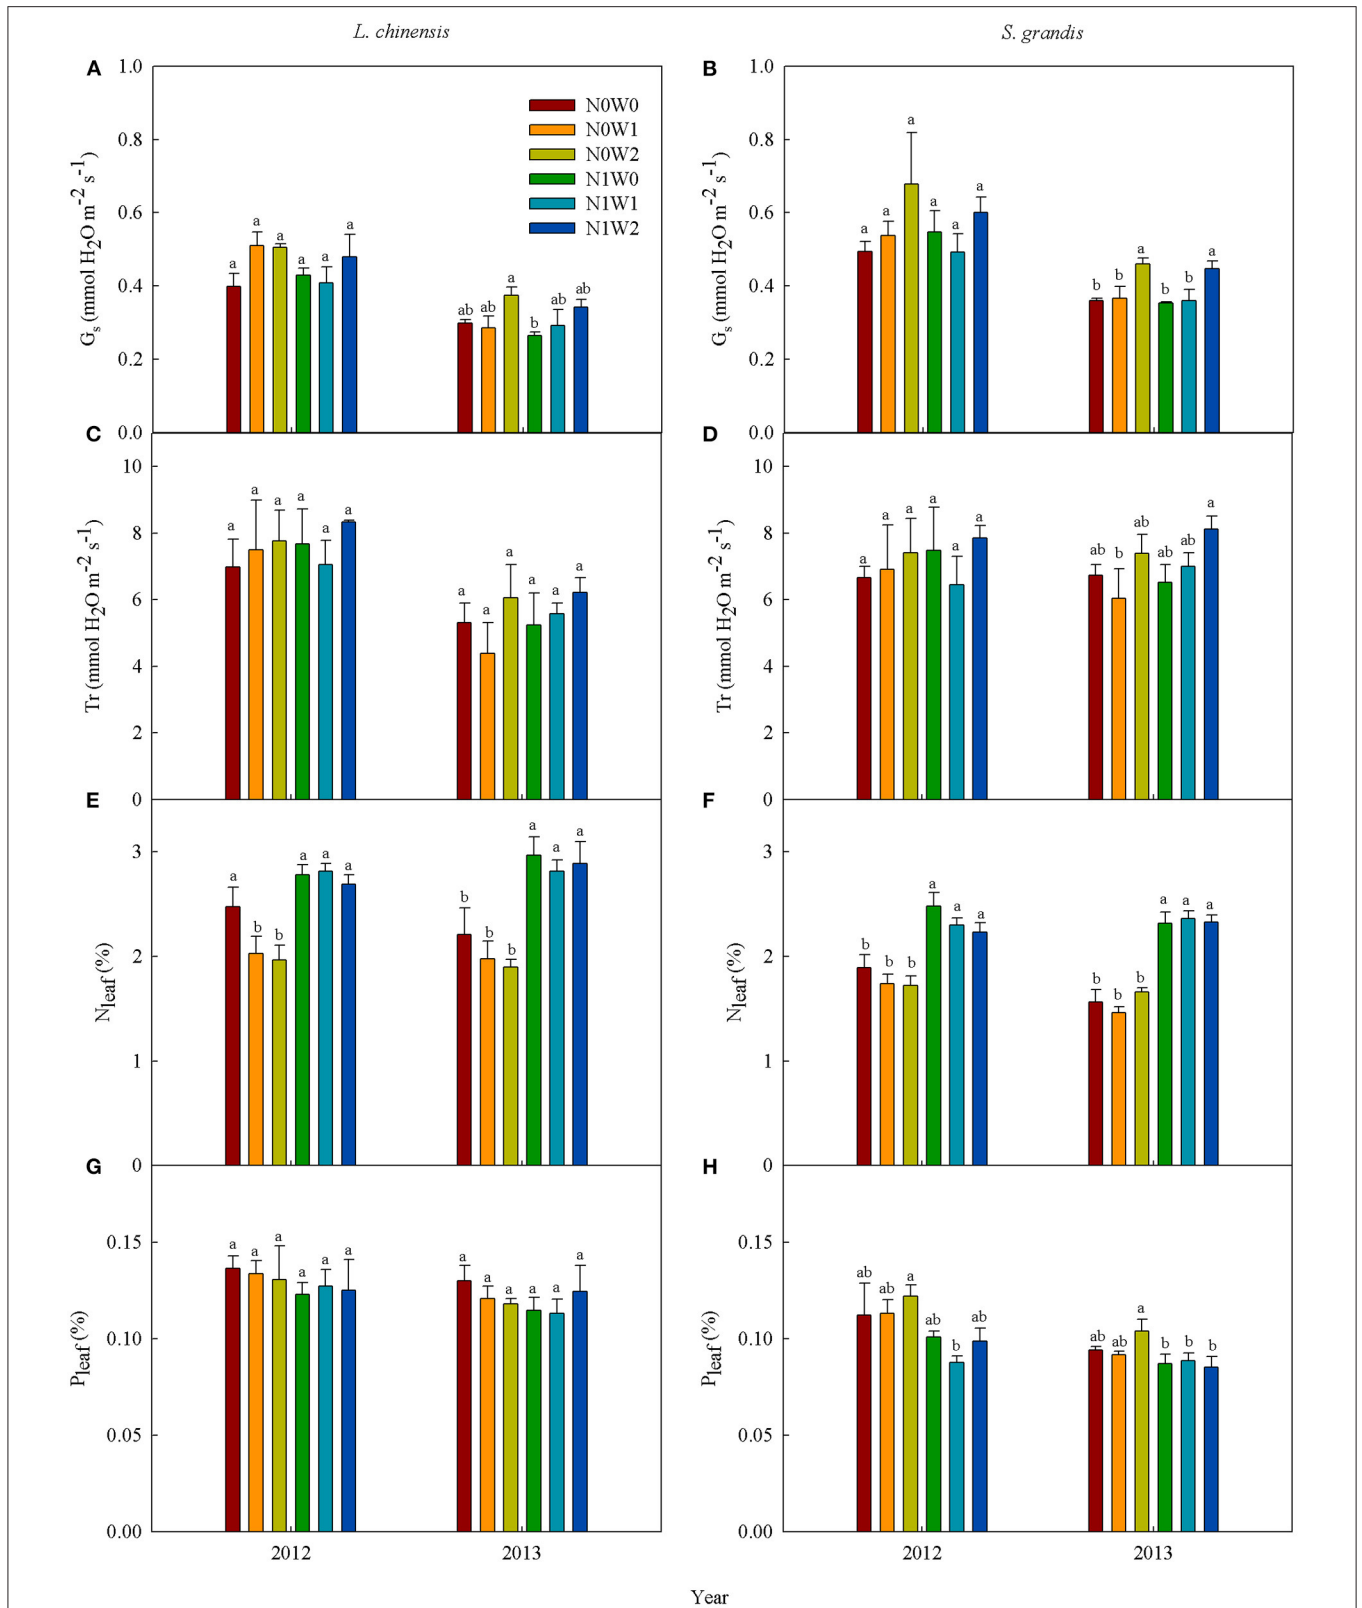 L. chinensis
S. grandis
A
1.0
0.8
0.6
0.4
0.2
0.0
Gs (mmol H2O m-2 s-1)
N0W0
N0W1
N0W2
N1W0
N1W1
N1W2
a a a a a a
ab ab a b ab ab
B
1.0
0.8
0.6
0.4
0.2
0.0
Gs (mmol H2O m-2 s-1)
a a a a a a
b b a b b a
C
10
8
6
4
2
0
Tr (mmol H2O m-2 s-1)
a a a a a a
a a a a a a
D
10
8
6
4
2
0
Tr (mmol H2O m-2 s-1)
a a a a a a
ab b ab ab ab a
E
3
2
1
0
Nleaf (%)
a b b a a a
b b b a a a
F
3
2
1
0
Nleaf (%)
b b b a a a
b b b a a a
G
0.15
0.10
0.05
0.00
Pleaf (%)
a a a a a a
a a a a a a
2012
2013
H
0.15
0.10
0.05
0.00
Pleaf (%)
ab ab a ab b ab
ab ab a b b b
2012
2013
Year